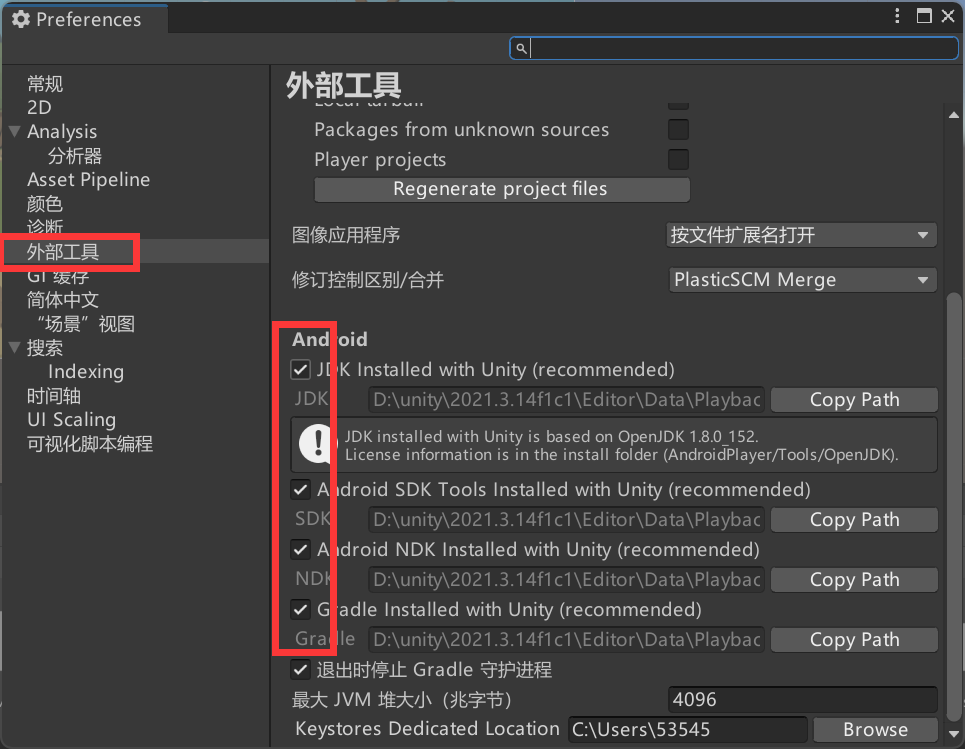 Preferences
常规
2D
Analysis
分析器
Asset Pipeline
颜色
诊断
外部工具
GI 缓存
简体中文
“场景”视图
搜索
Indexing
时间轴
UI Scaling
可视化脚本编程
外部工具
Local tarball
Packages from unknown sources
Player projects
Regenerate project files
图像应用程序 按文件扩展名打开
修订控制区别/合并 PlasticSCM Merge
Android
JDK Installed with Unity (recommended)
JDK D:\unity\2021.3.14f1c1\Editor\Data\Playbac Copy Path
JDK installed with Unity is based on OpenJDK 1.8.0_152.
License information is in the install folder (AndroidPlayer/Tools/OpenJDK).
Android SDK Tools Installed with Unity (recommended)
SDK D:\unity\2021.3.14f1c1\Editor\Data\Playbac Copy Path
Android NDK Installed with Unity (recommended)
NDK D:\unity\2021.3.14f1c1\Editor\Data\Playbac Copy Path
Gradle Installed with Unity (recommended)
Gradle D:\unity\2021.3.14f1c1\Editor\Data\Playbac Copy Path
退出时停止 Gradle 守护进程
最大 JVM 堆大小（兆字节） 4096
Keystores Dedicated Location C:\Users\53545 Browse